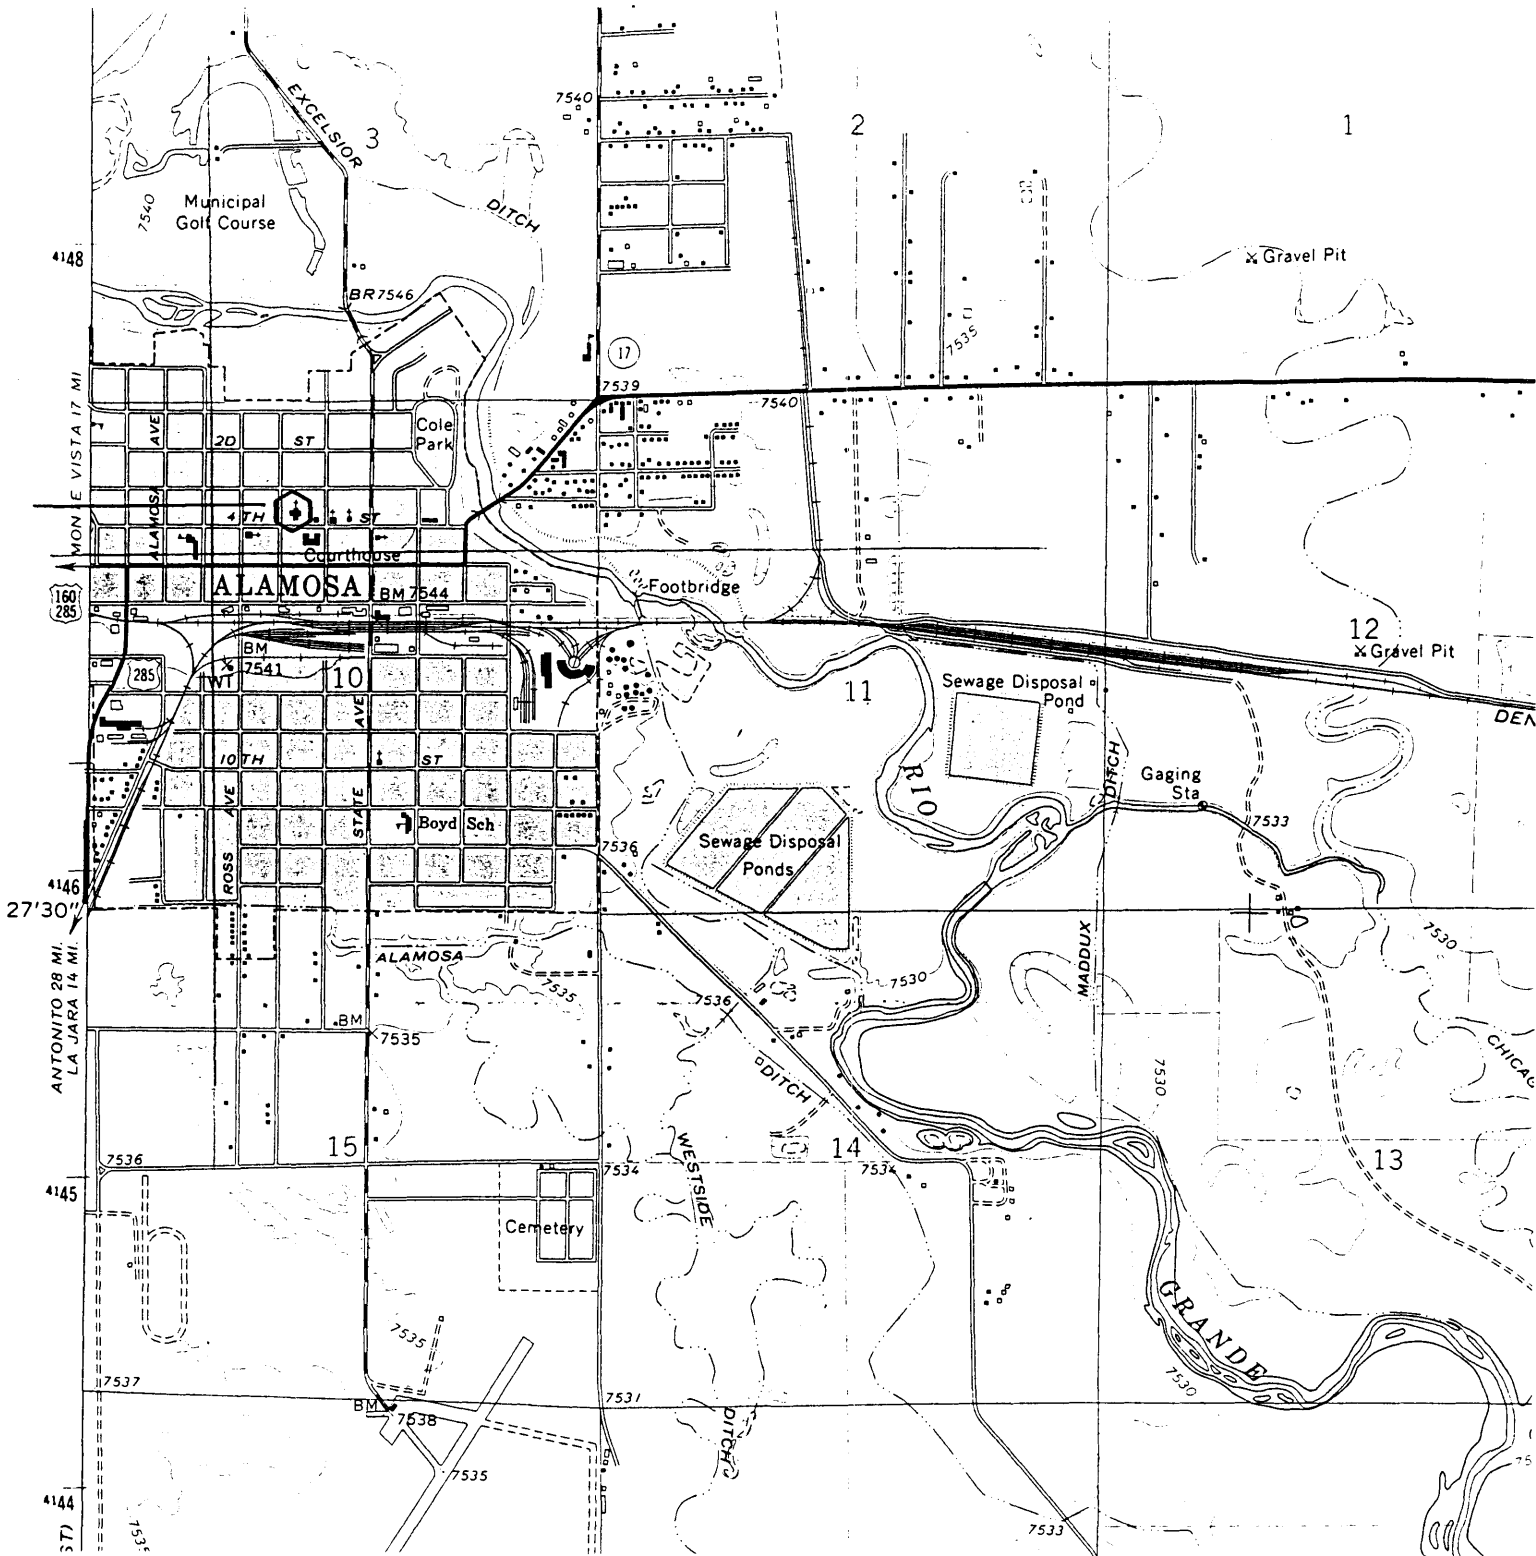 EXCELSIOR
3
7540
2
1
Municipal
Golf Course
7540
DITCH
4148
Gravel Pit
BR7546
7535
17
7539
7540
MONTE VISTA 17 MI
AVE
2D ST
Cole
Park
ALAMOSA
4TH ST
Courthouse
ALAMOSA
BM 7544
Footbridge
160
285
BM
7541
WT
285
10
AVE
11
12
Gravel Pit
Sewage Disposal
Pond
DEN
10TH ST
RIO
DITCH
Gaging
Sta
AVE
STATE
Boyd Sch
Sewage Disposal
Ponds
7536
7533
4146
ROSS
27'30"
7530
ANTONITO 28 MI.
LA JARA 14 MI.
ALAMOSA
7535
7530
MADDUX
7536
BM
7535
DITCH
7530
CHICAG
15
WESTSIDE
14
13
7536
7534
7534
4145
Cemetery
GRANDE
7535
7530
7537
BM
7538
7531
DITCH
7535
75
4144
7533
7535
ST)